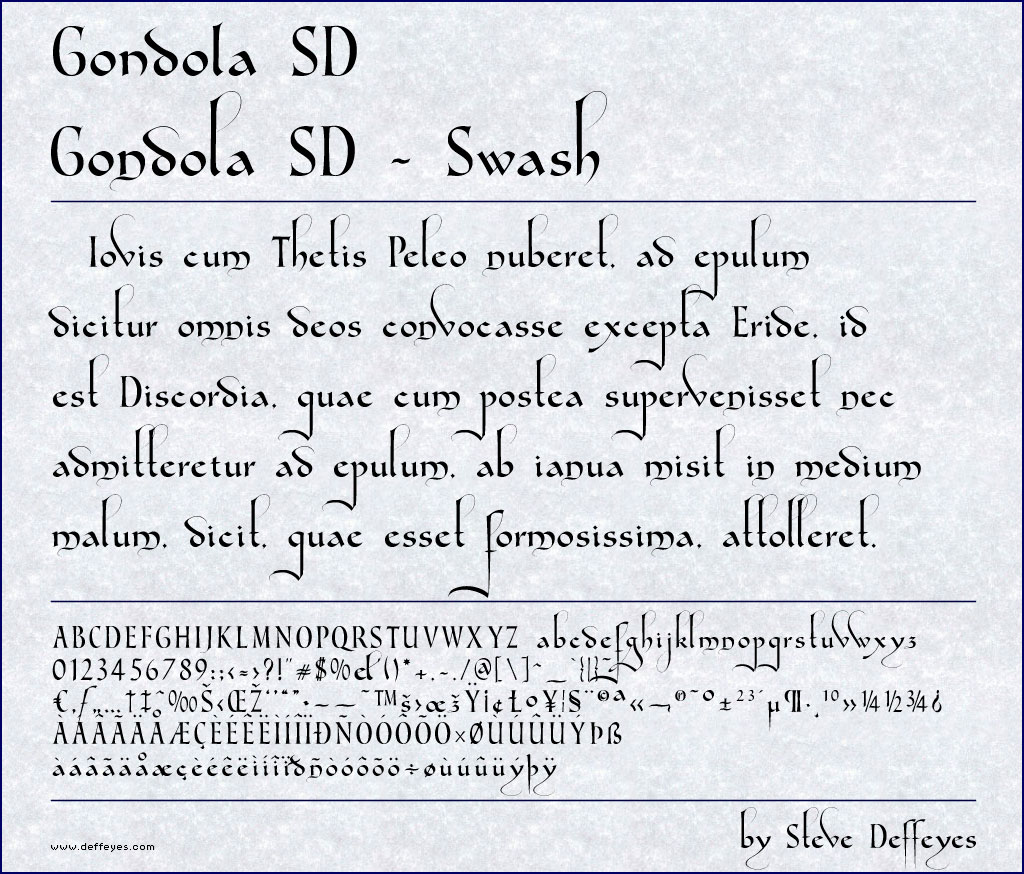 Gondola SD
Gondola SD - Swash
Iovis cum Thetis Peleo nuberet, ad epulum
dicitur omnis deos convocasse excepta Eride, id
est Discordia, quae cum postea supervenisset nec
admitteretur ad epulum, ab ianua misit in medium
malum, dicit, quae esset formosissima, attolleret.
ABCDEFGHIJKLMNOPQRSTUVWXYZ abcdefghijklmnopqrstuvwxyz
0123456789:;<=>?!"#$%&'()*+,-./@[\]^_`{|}~
€‚ƒ„…†‡ˆ‰Š‹ŒŽ‘’“”•–—˜™š›œžŸ¡¢£¤¥¦§¨©ª«¬®¯°±²³´µ¶·¸¹º»¼½¾¿
ÀÁÂÃÄÅÆÇÈÉÊËÌÍÎÏÐÑÒÓÔÕÖ×ØÙÚÛÜÝÞß
àáâãäåæçèéêëìíîïðñòóôõö÷øùúûüýþÿ
by Steve Deffeyes
www.deffeyes.com